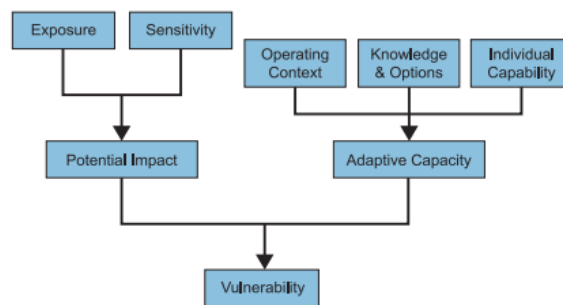 Exposure
Sensitivity
Operating
Context
Knowledge
& Options
Individual
Capability
Potential Impact
Adaptive Capacity
Vulnerability